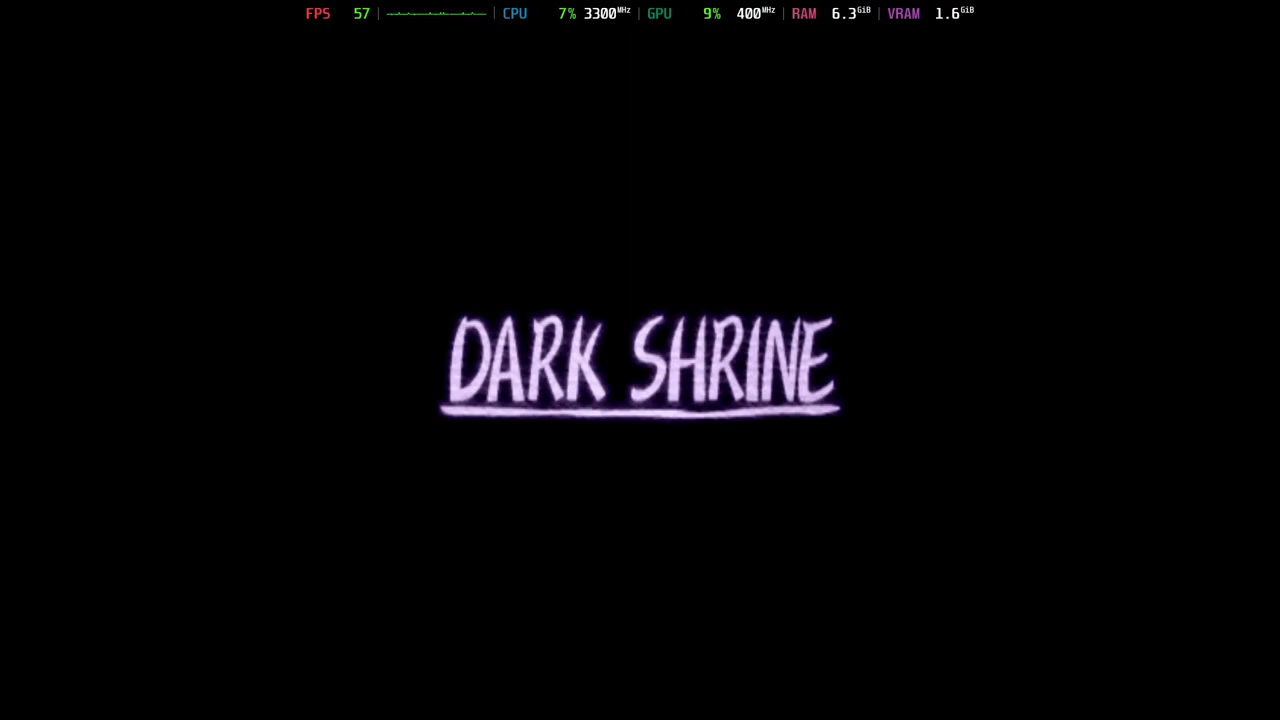 FPS 57 | CPU 7% 3300MHz | GPU 9% 400MHz | RAM 6.3GiB | VRAM 1.6GiB
DARK SHRINE